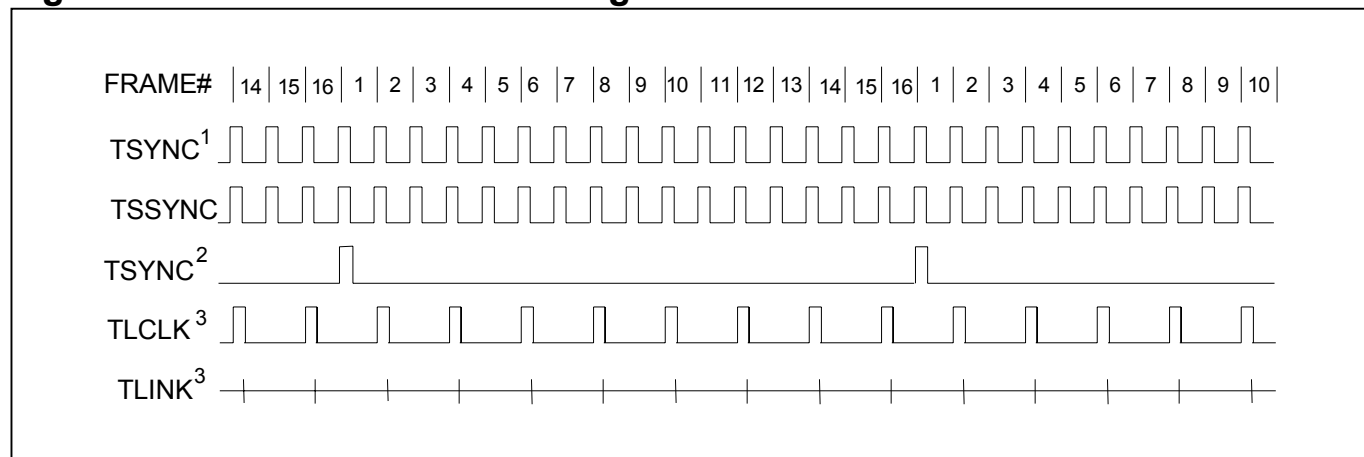 FRAME# 14 15 16 1 2 3 4 5 6 7 8 9 10 11 12 13 14 15 16 1 2 3 4 5 6 7 8 9 10
TSYNC1
TSSYNC
TSYNC2
TLCLK3
TLINK3